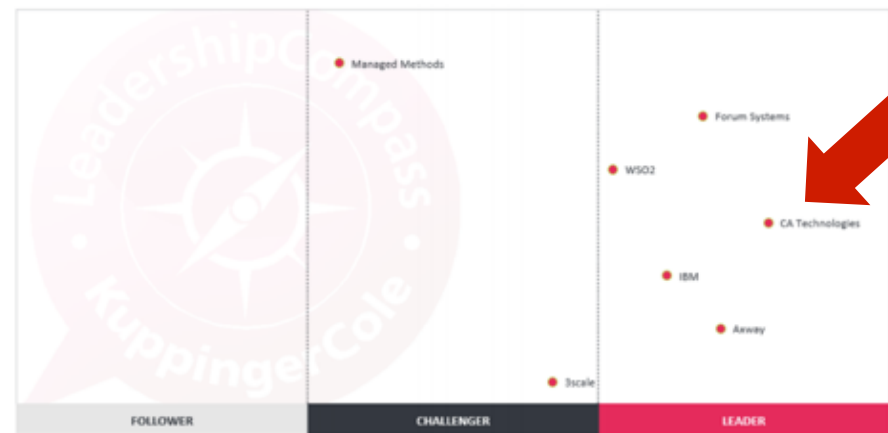 LeadershipCompass
KuppingerCole
Managed Methods
Forum Systems
WSO2
CA Technologies
IBM
Axway
3scale
FOLLOWER
CHALLENGER
LEADER